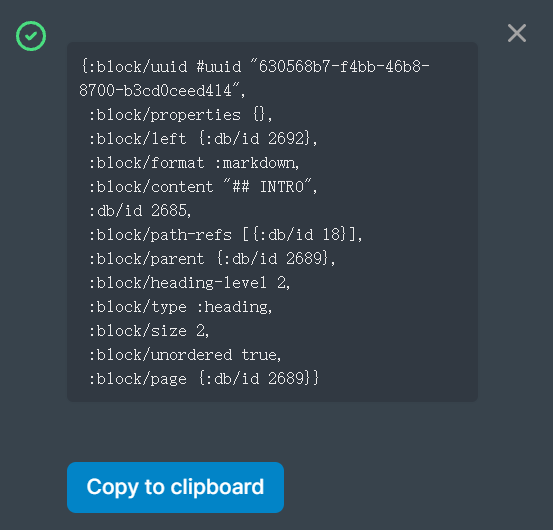 {:block/uuid #uuid "630568b7-f4bb-46b8-
8700-b3cd0ceed414",
:block/properties {},
:block/left {:db/id 2692},
:block/format :markdown,
:block/content "## INTRO",
:db/id 2685,
:block/path-refs [{:db/id 18}],
:block/parent {:db/id 2689},
:block/heading-level 2,
:block/type :heading,
:block/size 2,
:block/unordered true,
:block/page {:db/id 2689}}
Copy to clipboard